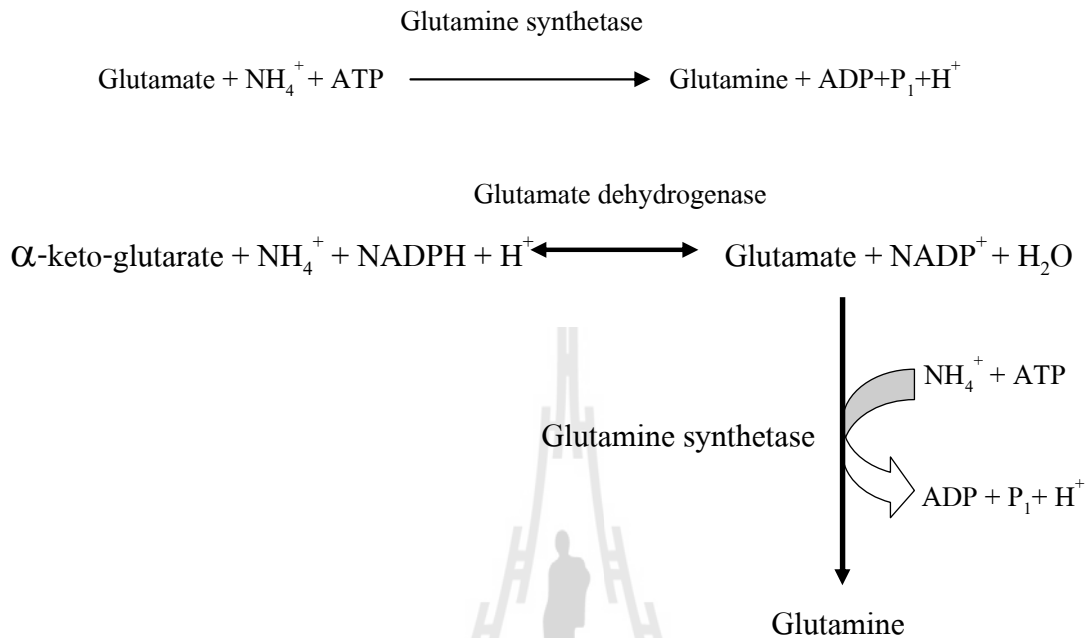 Glutamine synthetase
Glutamate + NH₄⁺ + ATP Glutamine + ADP+P₁+H⁺
Glutamate dehydrogenase
α-keto-glutarate + NH₄⁺ + NADPH + H⁺ Glutamate + NADP⁺ + H₂O
NH₄⁺ + ATP
Glutamine synthetase
ADP + P₁+ H⁺
Glutamine